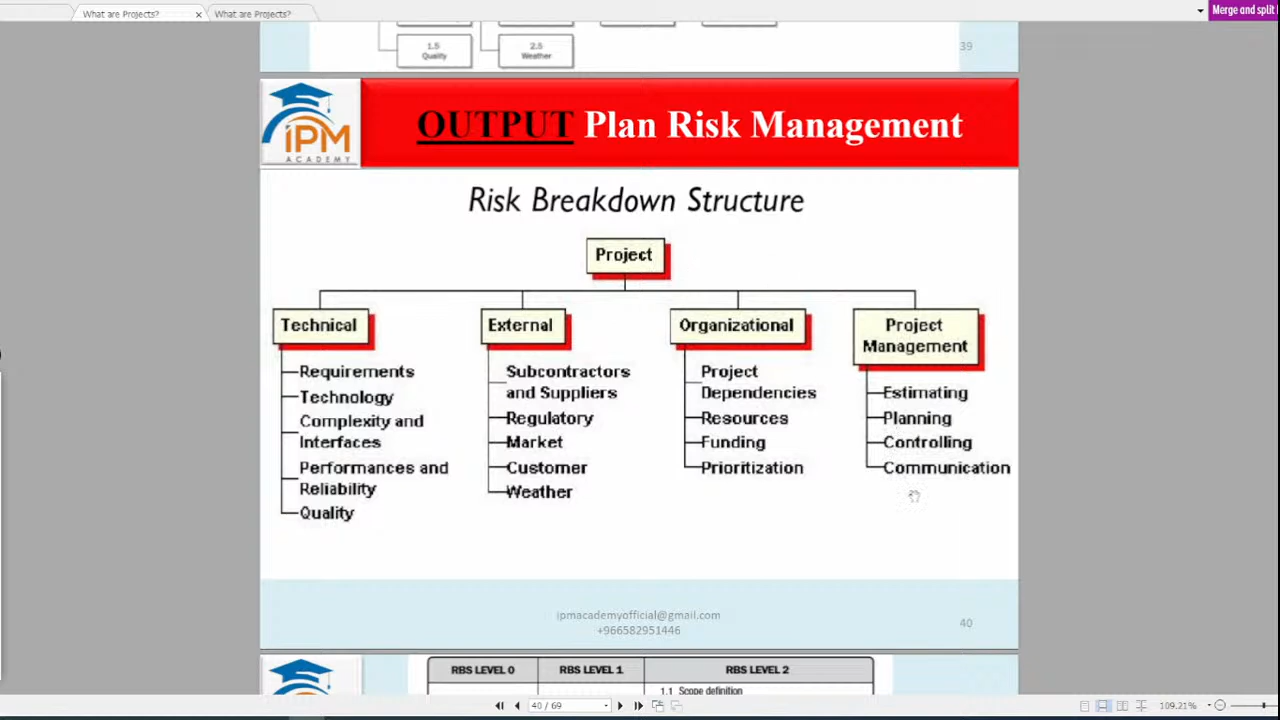 What are Projects?
What are Projects?
Merge and split
1.5
Quality
2.5
Weather
39
IPM
ACADEMY
OUTPUT Plan Risk Management
Risk Breakdown Structure
Project
Technical
Requirements
Technology
Complexity and
Interfaces
Performances and
Reliability
Quality
External
Subcontractors
and Suppliers
Regulatory
Market
Customer
Weather
Organizational
Project
Dependencies
Resources
Funding
Prioritization
Project
Management
Estimating
Planning
Controlling
Communication
ipmacademyofficial@gmail.com
+966582951446
40
RBS LEVEL 0
RBS LEVEL 1
RBS LEVEL 2
1.1 Scope definition
40 / 69
109.21%